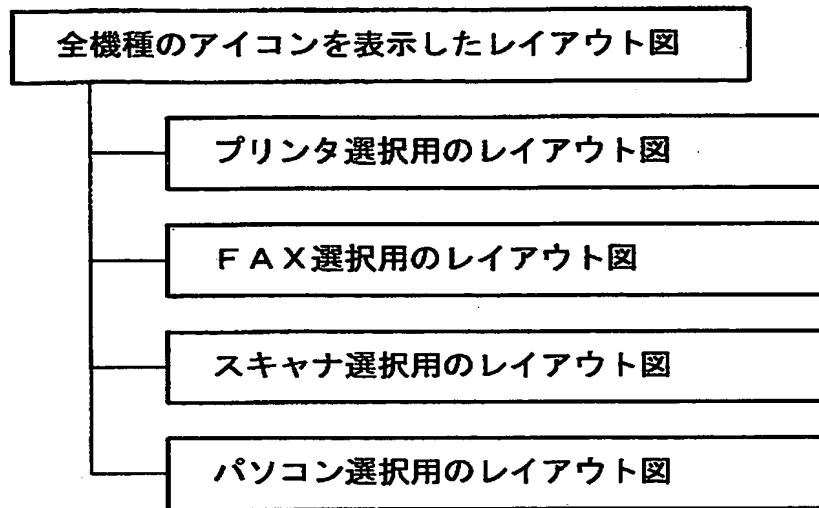 全機種のアイコンを表示したレイアウト図
プリンタ選択用のレイアウト図
ＦＡＸ選択用のレイアウト図
スキャナ選択用のレイアウト図
パソコン選択用のレイアウト図